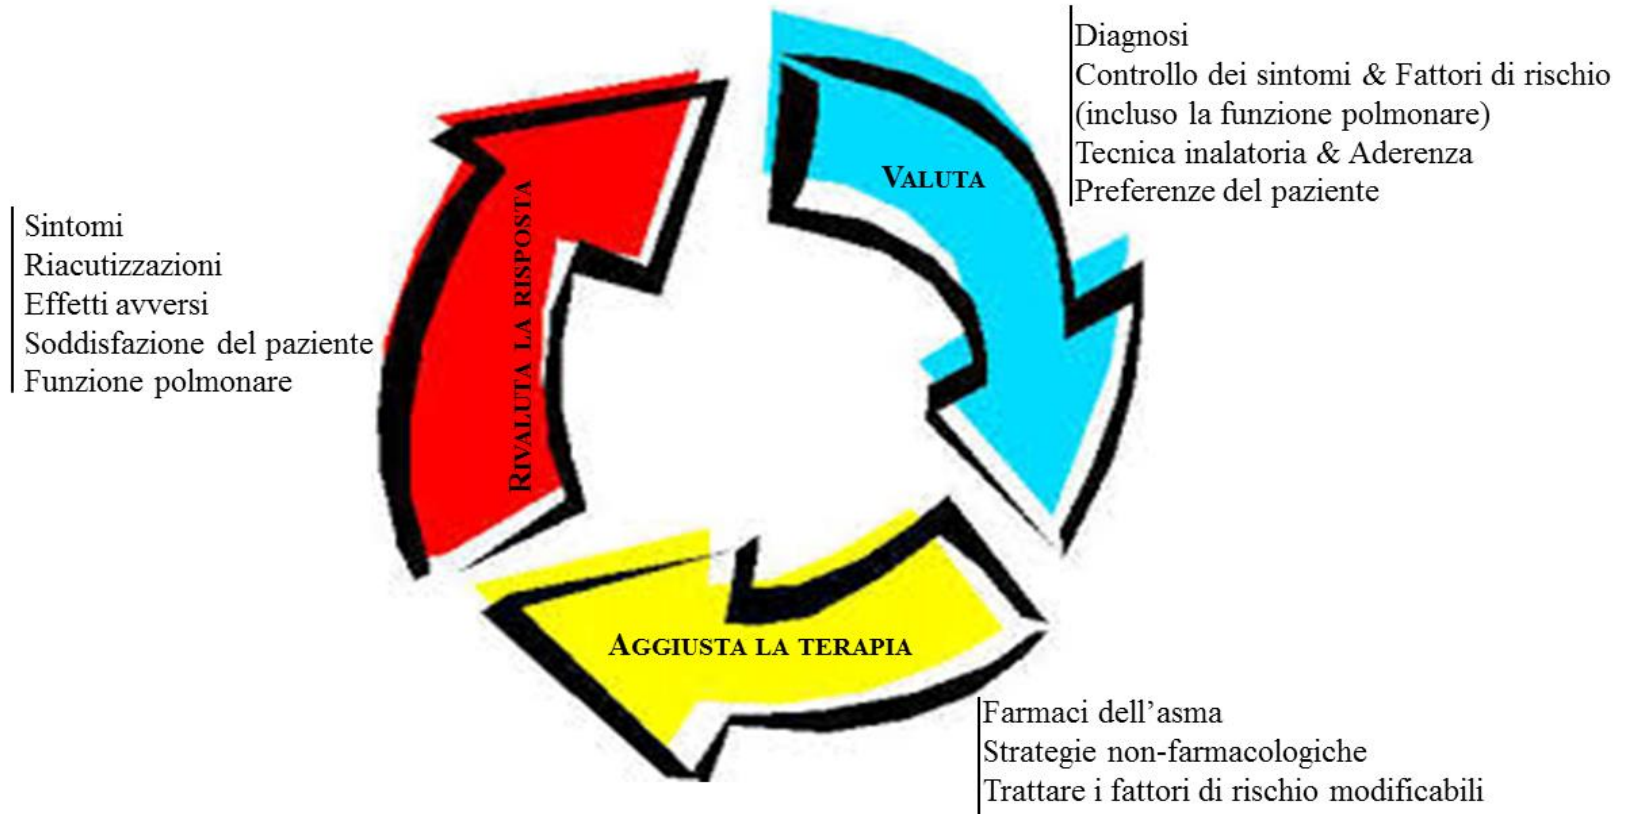 Diagnosi
Controllo dei sintomi & Fattori di rischio
(incluso la funzione polmonare)
Tecnica inalatoria & Aderenza
Preferenze del paziente
VALUTA
Sintomi
Riacutizzazioni
Effetti avversi
Soddisfazione del paziente
Funzione polmonare
RIVALUTA LA RISPOSTA
AGGIUSTA LA TERAPIA
Farmaci dell’asma
Strategie non-farmacologiche
Trattare i fattori di rischio modificabili